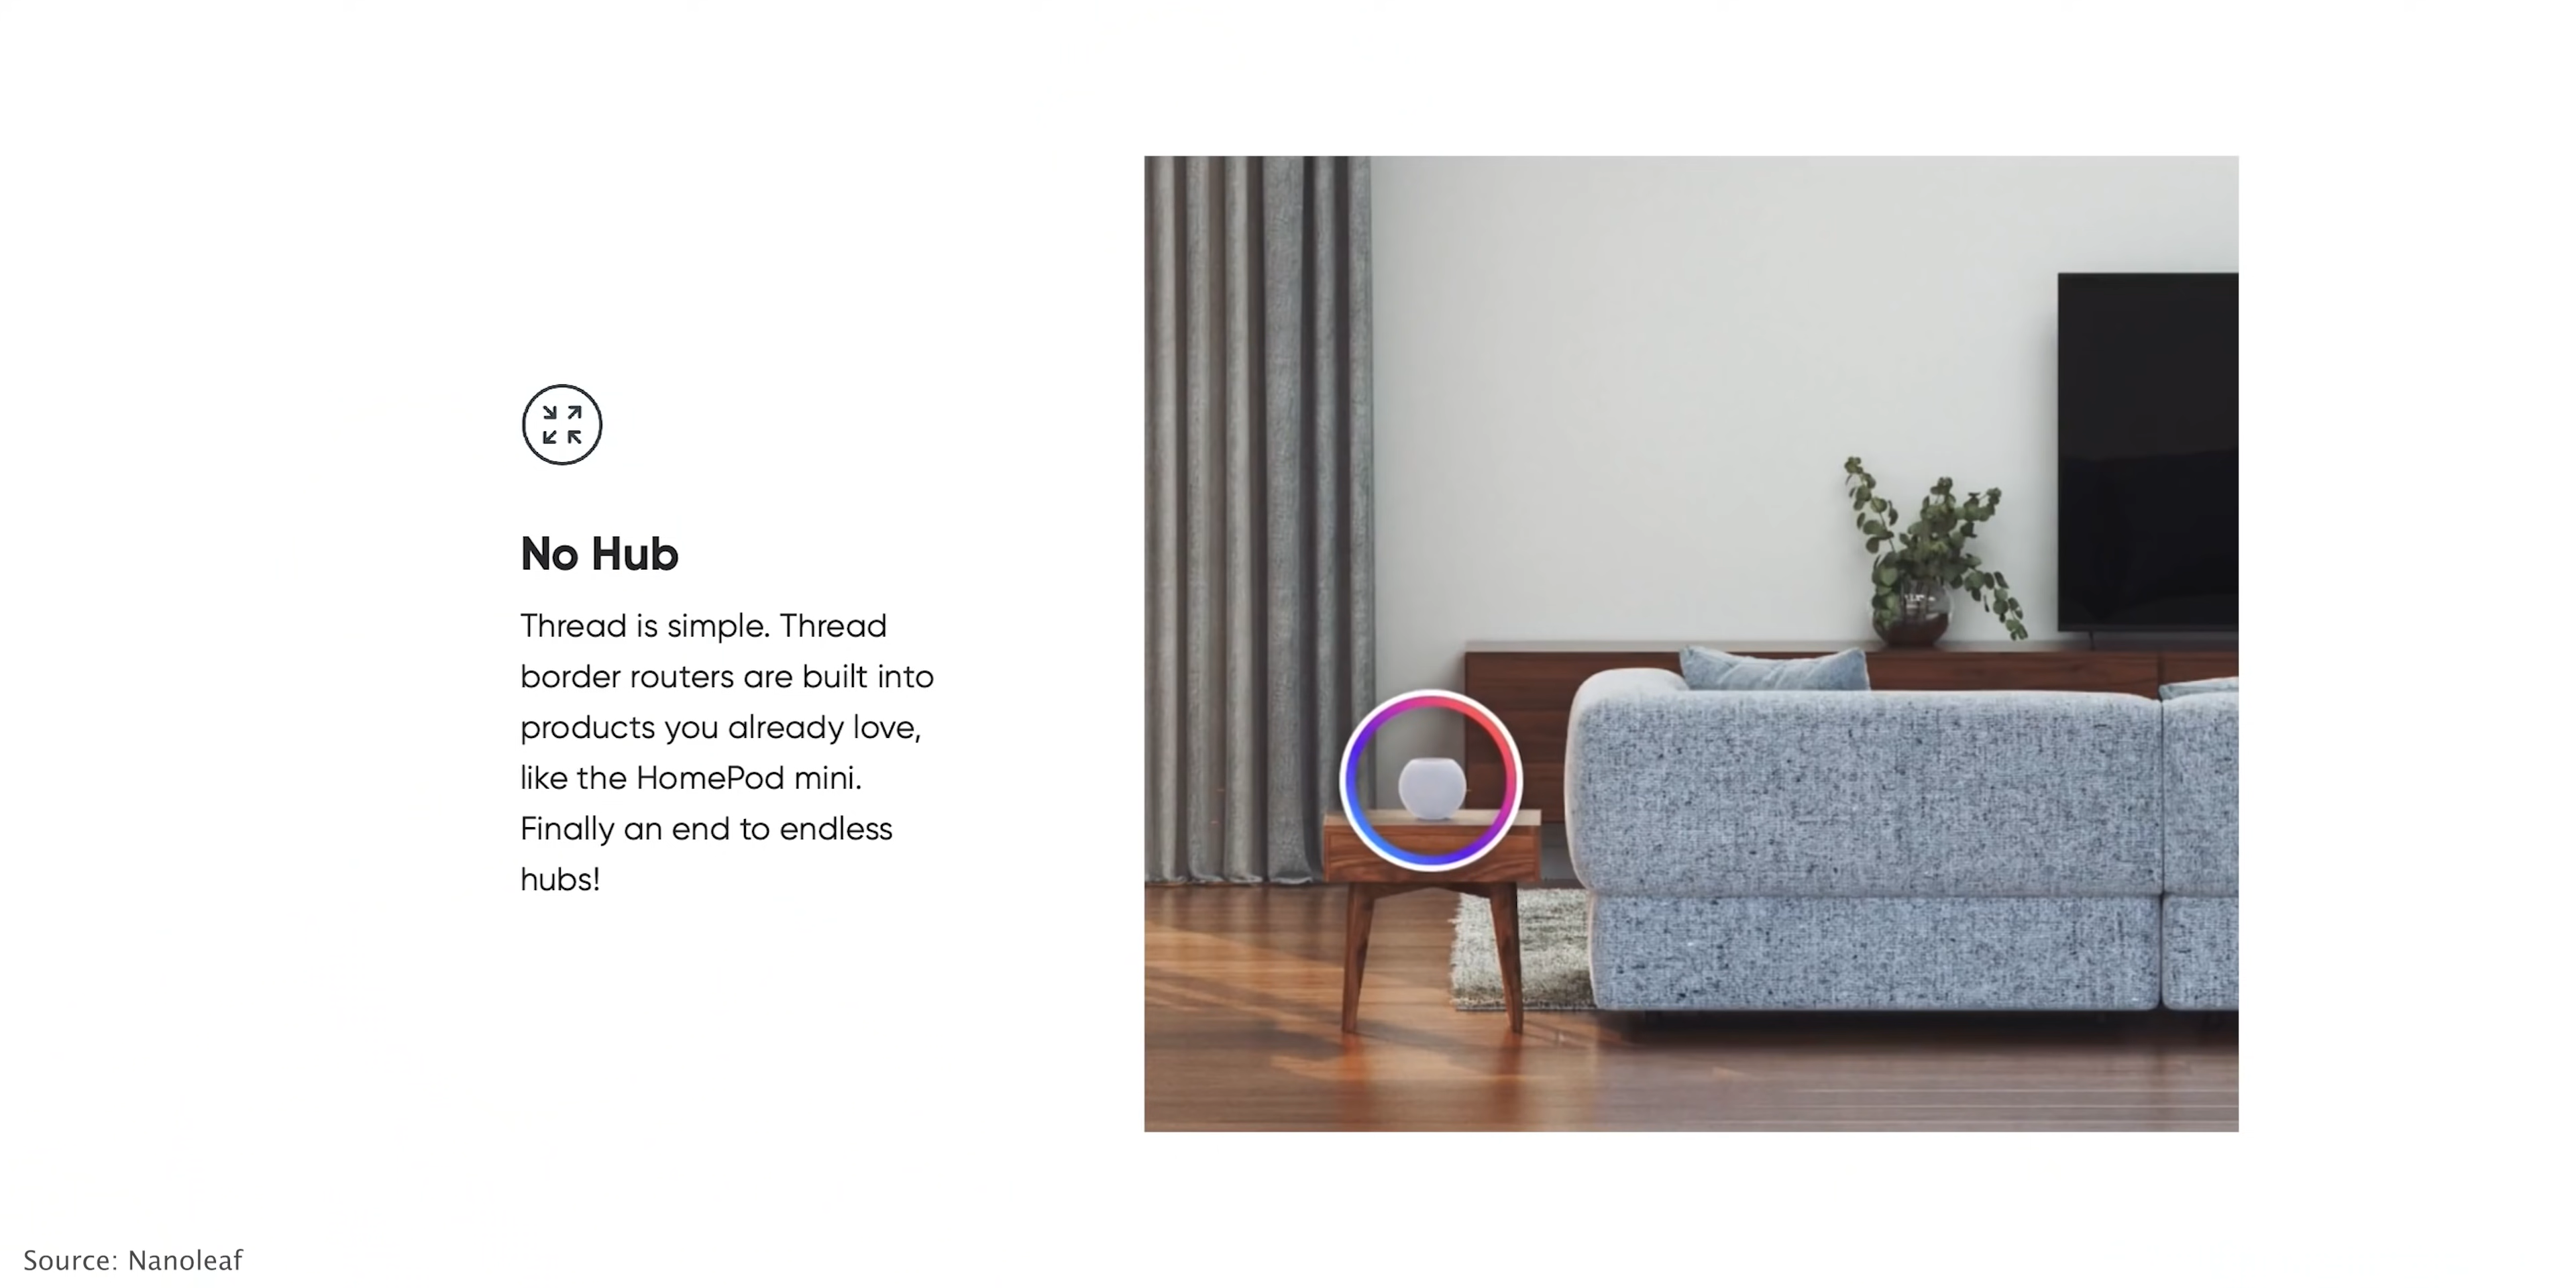 No Hub
Thread is simple. Thread
border routers are built into
products you already love,
like the HomePod mini.
Finally an end to endless
hubs!
Source: Nanoleaf